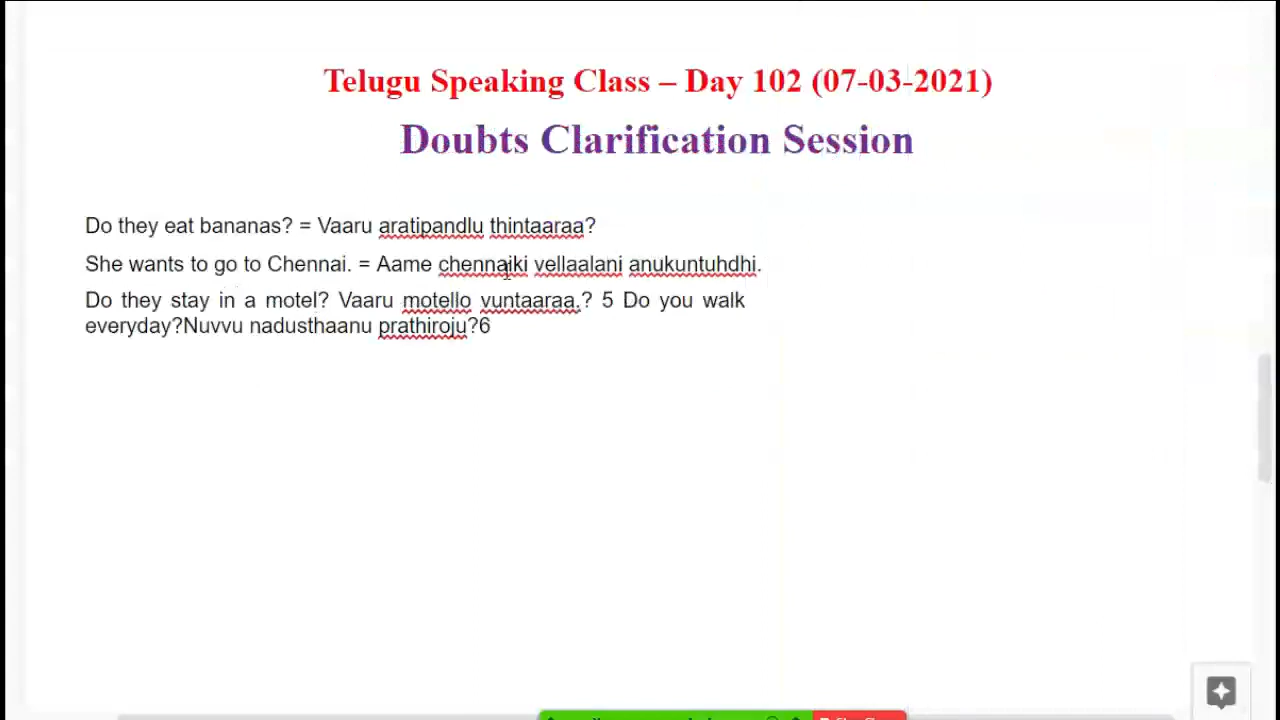 Telugu Speaking Class – Day 102 (07-03-2021)
Doubts Clarification Session
Do they eat bananas? = Vaaru aratipandlu thintaaraa?
She wants to go to Chennai. = Aame chennaiki vellaalani anukuntuhdhi.
Do they stay in a motel? Vaaru motello vuntaaraa,? 5 Do you walk
everyday?Nuvvu nadusthaanu prathiroju?6